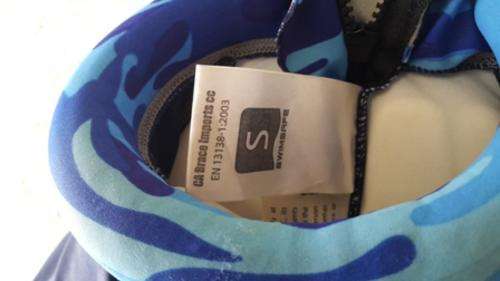 CA Brace Imports cc
EN 13138-1:2003
S
SWIMSAFE